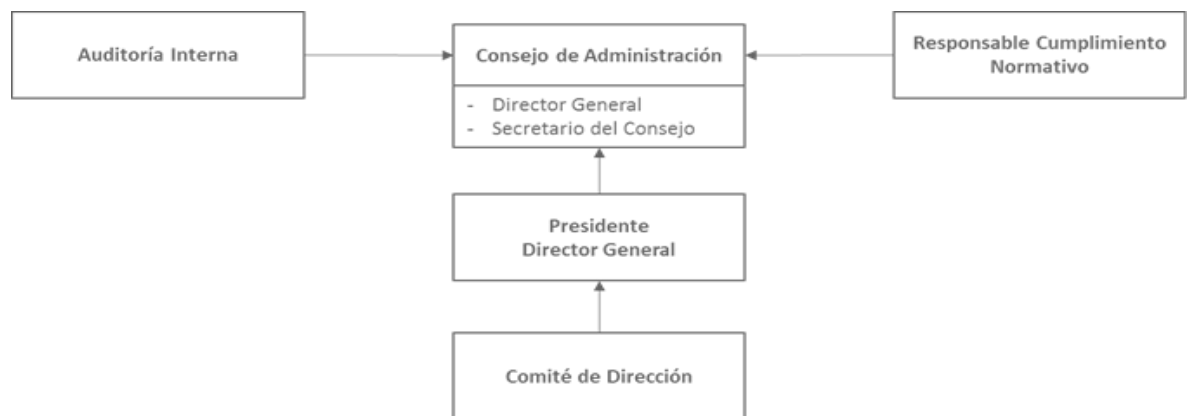 Auditoría Interna
Consejo de Administración
- Director General
- Secretario del Consejo
Responsable Cumplimiento
Normativo
Presidente
Director General
Comité de Dirección